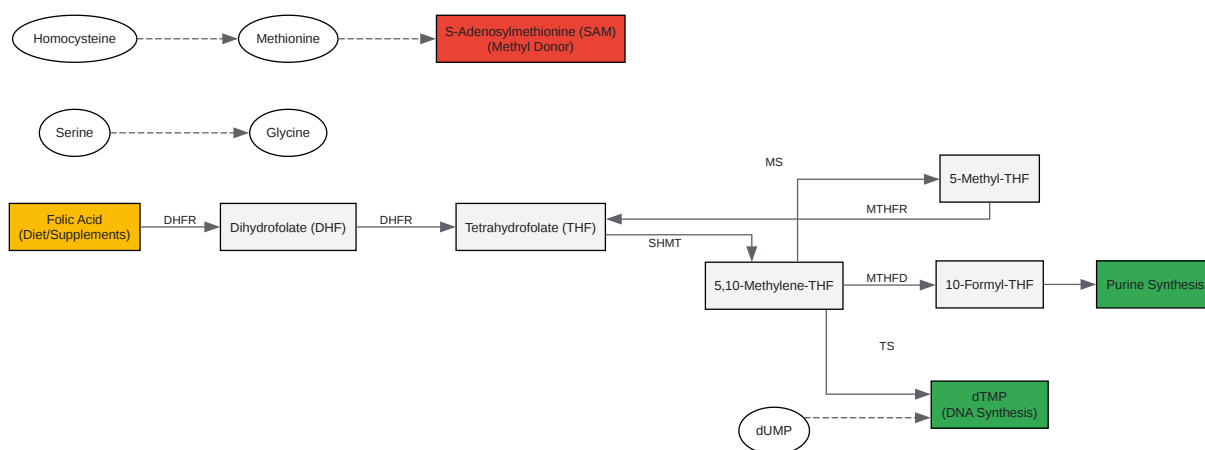 Homocysteine
Methionine
S-Adenosylmethionine (SAM)
(Methyl Donor)
Serine
Glycine
MS
5-Methyl-THF
Folic Acid
(Diet/Supplements)
DHFR
Dihydrofolate (DHF)
DHFR
Tetrahydrofolate (THF)
MTHFR
SHMT
5,10-Methylene-THF
MTHFD
10-Formyl-THF
Purine Synthesis
TS
dUMP
dTMP
(DNA Synthesis)